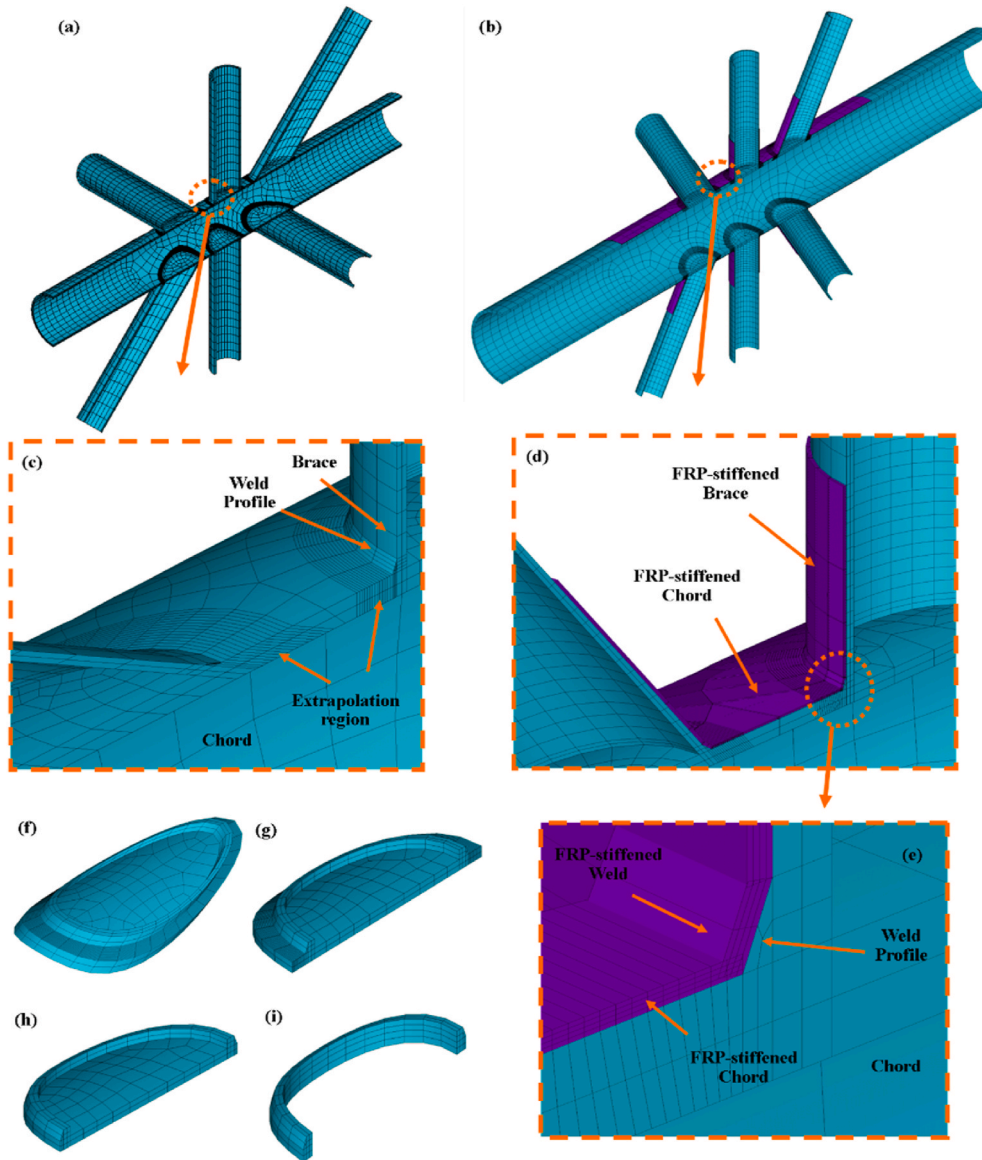 (a)
(b)
(c)
Brace
Weld
Profile
Extrapolation
region
Chord
(d)
FRP-stiffened
Brace
FRP-stiffened
Chord
(f)
(g)
(h)
(i)
(e)
FRP-stiffened
Weld
Weld
Profile
FRP-stiffened
Chord
Chord